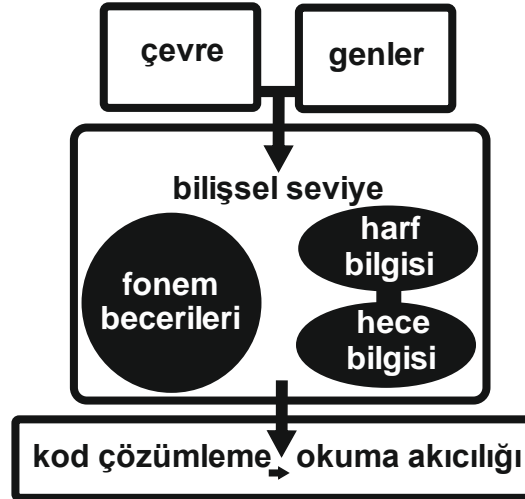 çevre
genler
bilişsel seviye
fonem
becerileri
harf
bilgisi
hece
bilgisi
kod çözümleme
okuma akıcılığı